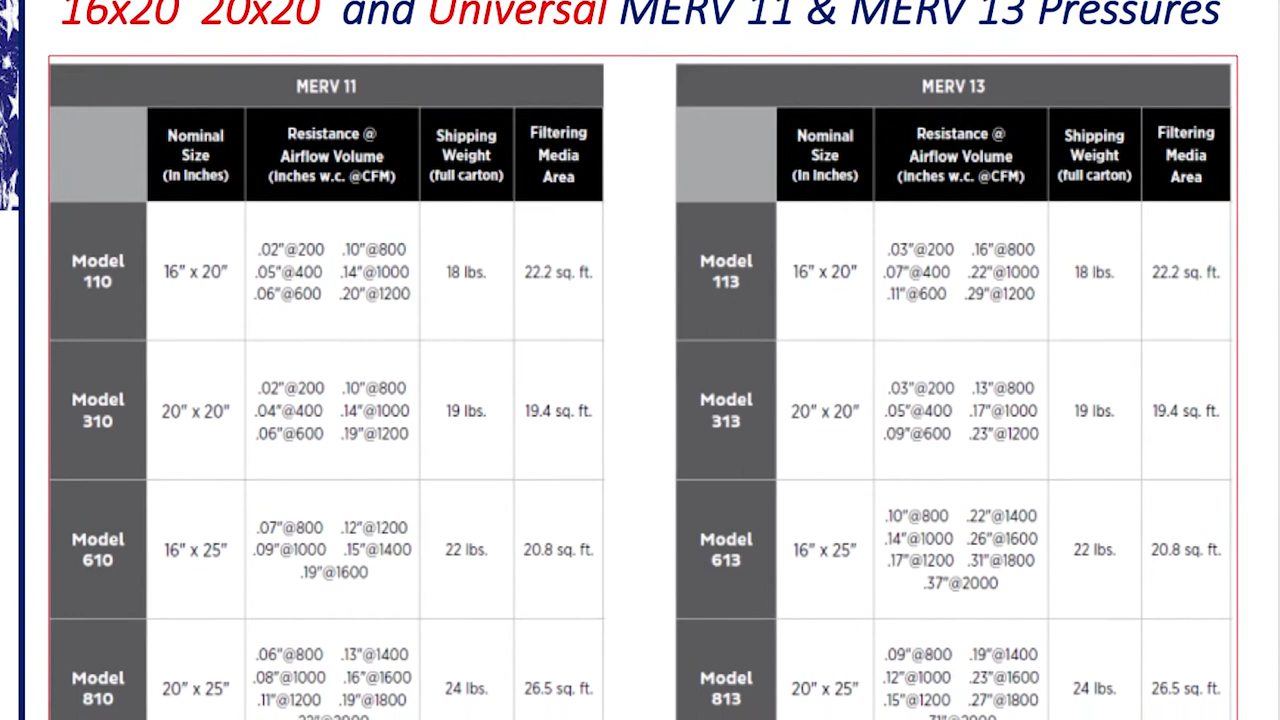 16x20 20x20 and Universal MERV 11 & MERV 13 Pressures
MERV 11
Nominal Size (in Inches) Resistance @ Airflow Volume (Inches w.c. @CFM) Shipping Weight (full carton) Filtering Media Area
Model 110 16" x 20" .02"@200 .10"@800 18 lbs. 22.2 sq. ft.
.05"@400 .14"@1000
.06"@600 .20"@1200
Model 310 20" x 20" .02"@200 .10"@800 19 lbs. 19.4 sq. ft.
.04"@400 .14"@1000
.06"@600 .19"@1200
Model 610 16" x 25" .07"@800 .12"@1200 22 lbs. 20.8 sq. ft.
.09"@1000 .15"@1400
.19"@1600
Model 810 20" x 25" .06"@800 .13"@1400 24 lbs. 26.5 sq. ft.
.08"@1000 .16"@1600
.11"@1200 .19"@1800
MERV 13
Nominal Size (in Inches) Resistance @ Airflow Volume (Inches w.c. @CFM) Shipping Weight (full carton) Filtering Media Area
Model 113 16" x 20" .03"@200 .16"@800 18 lbs. 22.2 sq. ft.
.07"@400 .22"@1000
.11"@600 .29"@1200
Model 313 20" x 20" .03"@200 .13"@800 19 lbs. 19.4 sq. ft.
.05"@400 .17"@1000
.09"@600 .23"@1200
Model 613 16" x 25" .10"@800 .22"@1400 22 lbs. 20.8 sq. ft.
.14"@1000 .26"@1600
.17"@1200 .31"@1800
.37"@2000
Model 813 20" x 25" .09"@800 .19"@1400 24 lbs. 26.5 sq. ft.
.12"@1000 .23"@1600
.15"@1200 .27"@1800